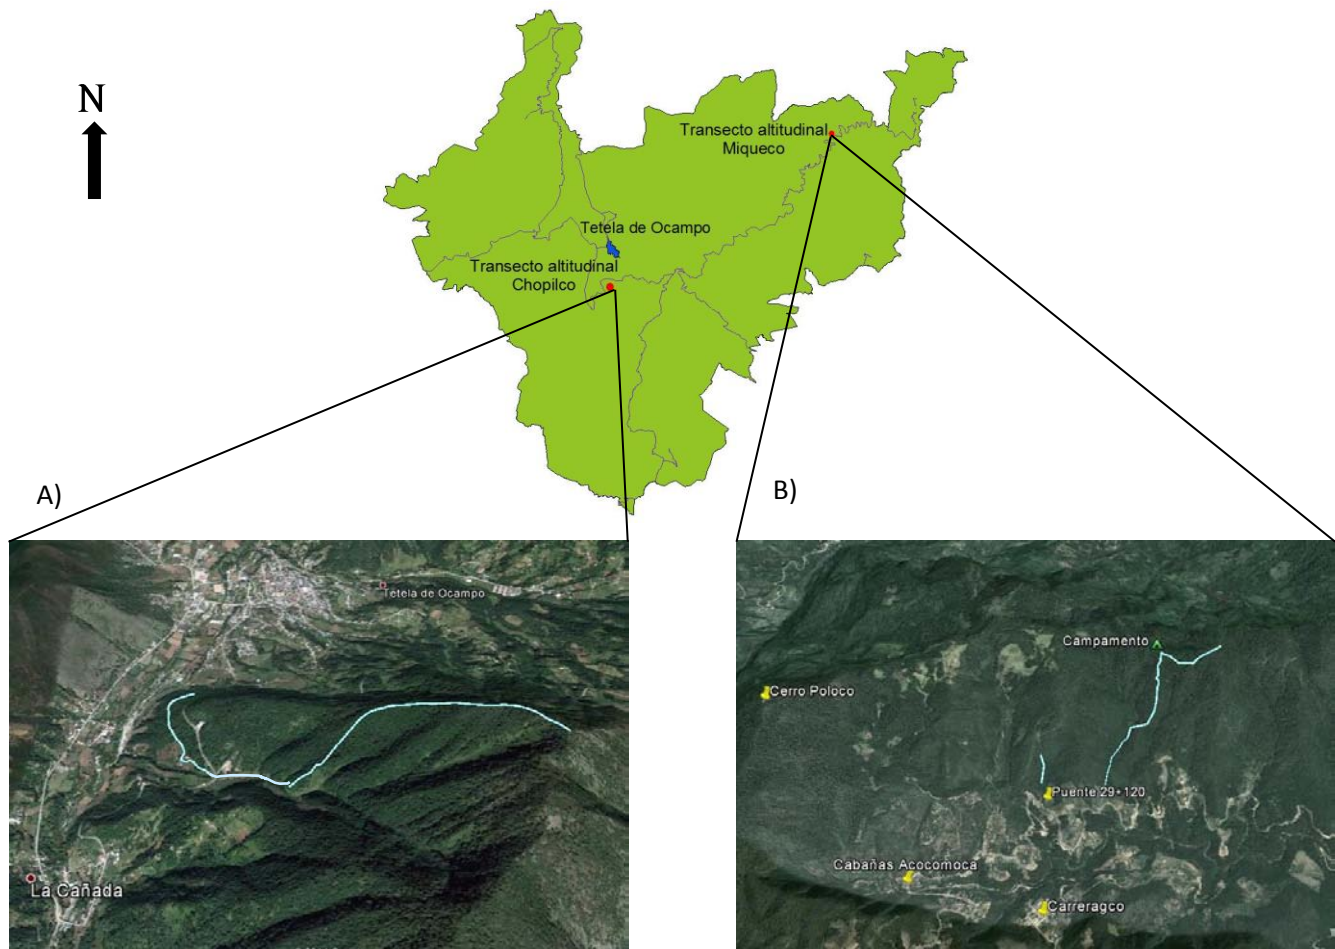 N
Transecto altitudinal
Miqueco
Tetela de Ocampo
Transecto altitudinal
Chopilco
A)
B)
Tetela de Ocampo
La Cañada
Campamento
Cerro Poloco
Puente 29+120
Cabañas Acocomoca
Carreragco